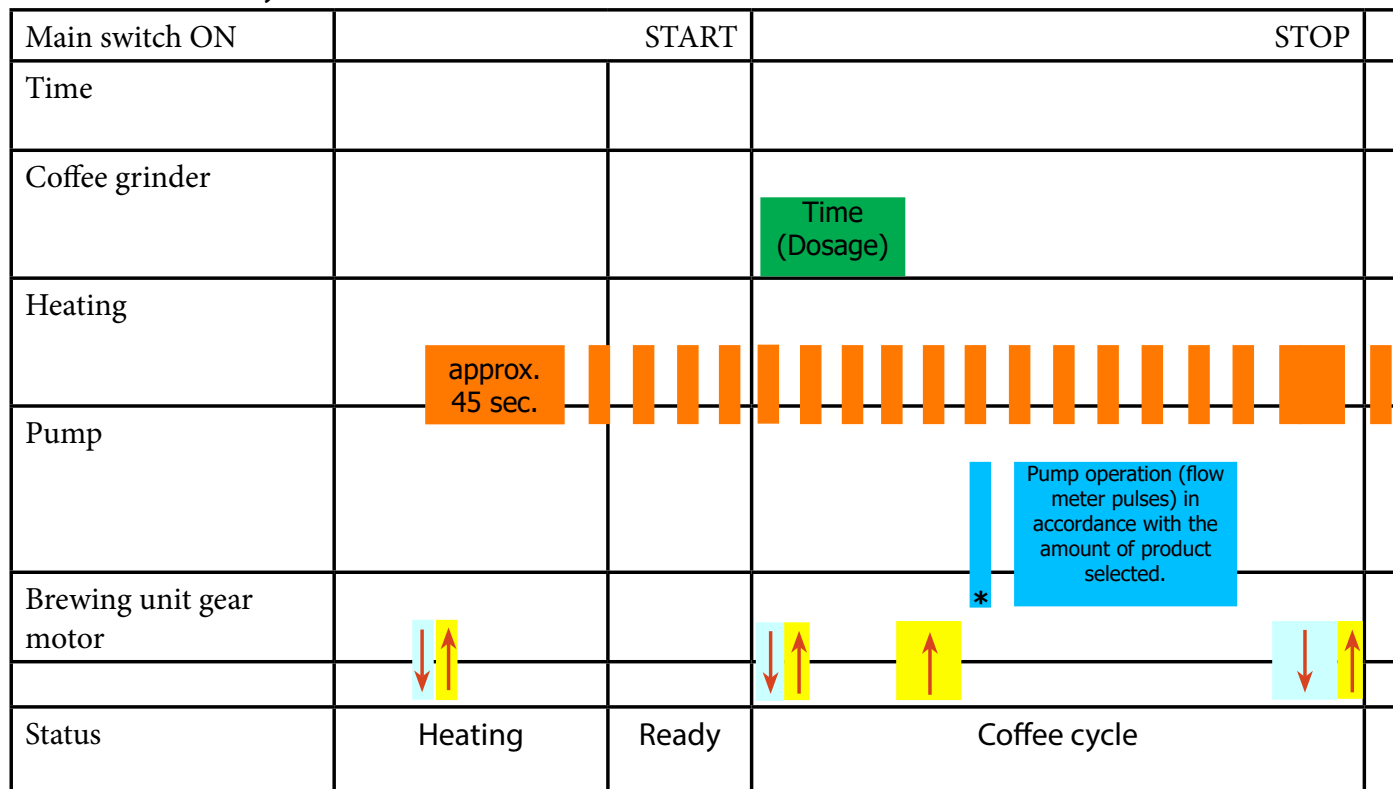 Main switch ON
START
STOP
Time
Coffee grinder
Time
(Dosage)
Heating
approx.
45 sec.
Pump
Pump operation (flow
meter pulses) in
accordance with the
amount of product
selected.
*
Brewing unit gear
motor
Status
Heating
Ready
Coffee cycle